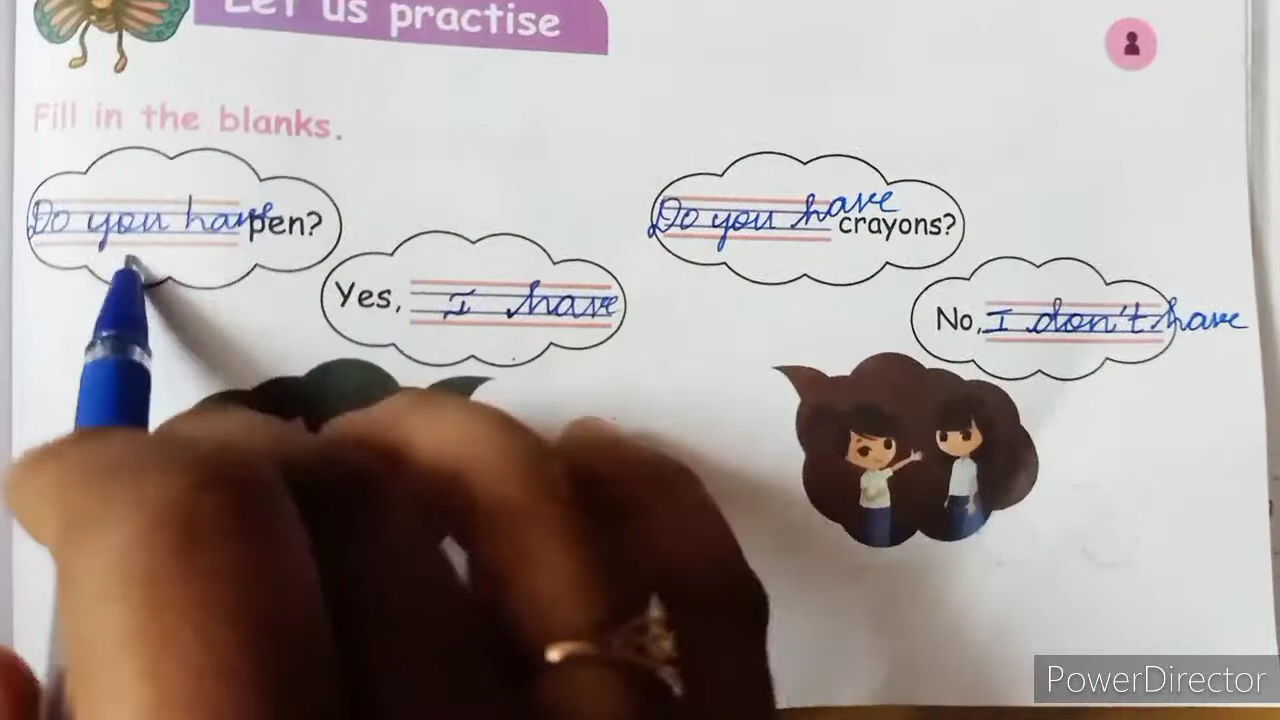 Let us practise
Fill in the blanks.
Do you have pen?
Yes, I have
Do you have crayons?
No, I don't have
PowerDirector